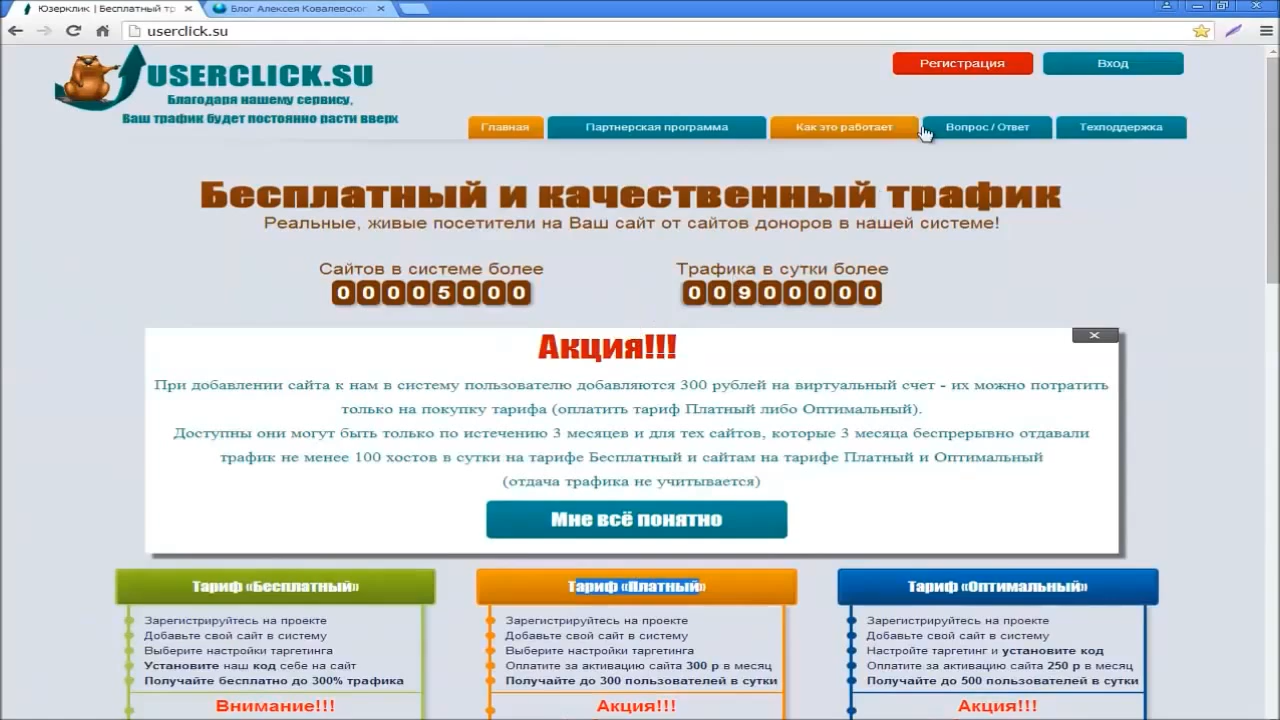 Юзерклик | Бесплатный тр
Блог Алексея Ковалевског
userclick.su
USERCLICK.SU
Благодаря нашему сервису,
Ваш трафик будет постоянно расти вверх
Регистрация
Вход
Главная
Партнерская программа
Как это работает
Вопрос / Ответ
Техподдержка
Бесплатный и качественный трафик
Реальные, живые посетители на Ваш сайт от сайтов доноров в нашей системе!
Сайтов в системе более
00005000
Трафика в сутки более
00900000
Акция!!!
При добавлении сайта к нам в систему пользователю добавляются 300 рублей на виртуальный счет - их можно потратить
только на покупку тарифа (оплатить тариф Платный либо Оптимальный).
Доступны они могут быть только по истечению 3 месяцев и для тех сайтов, которые 3 месяца беспрерывно отдавали
трафик не менее 100 хостов в сутки на тарифе Бесплатный и сайтам на тарифе Платный и Оптимальный
(отдача трафика не учитывается)
Мне всё понятно
Тариф «Бесплатный»
Зарегистрируйтесь на проекте
Добавьте свой сайт в систему
Выберите настройки таргетинга
Установите наш код себе на сайт
Получайте бесплатно до 300% трафика
Внимание!!!
Тариф «Платный»
Зарегистрируйтесь на проекте
Добавьте свой сайт в систему
Выберите настройки таргетинга
Оплатите за активацию сайта 300 р в месяц
Получайте до 300 пользователей в сутки
Акция!!!
Тариф «Оптимальный»
Зарегистрируйтесь на проекте
Добавьте свой сайт в систему
Настройте таргетинг и установите код
Оплатите за активацию сайта 250 р в месяц
Получайте до 500 пользователей в сутки
Акция!!!